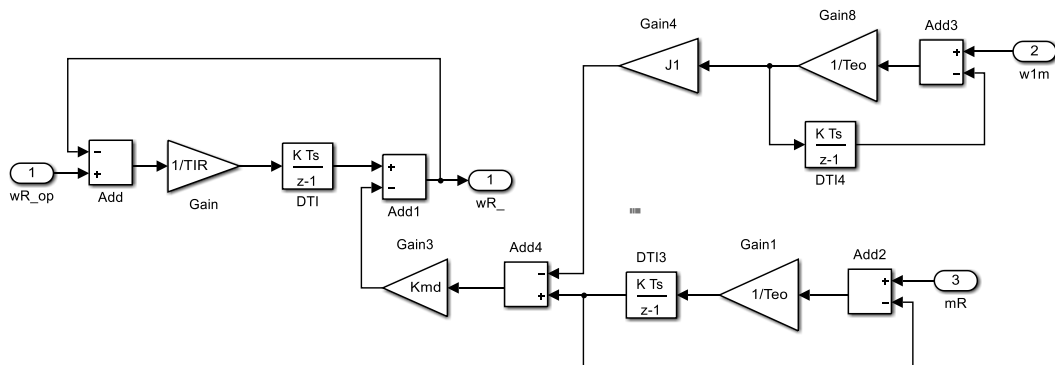 Gain4
Gain8
Add3
J1
1/Teo
+
−
2
w1m
K Ts
z-1
DTI4
−
+
1
wR_op
Add
1/TIR
Gain
K Ts
z-1
DTI
+
−
Add1
1
wR_
Gain3
Kmd
Add4
−
+
DTI3
K Ts
z-1
Gain1
1/Teo
Add2
+
−
3
mR